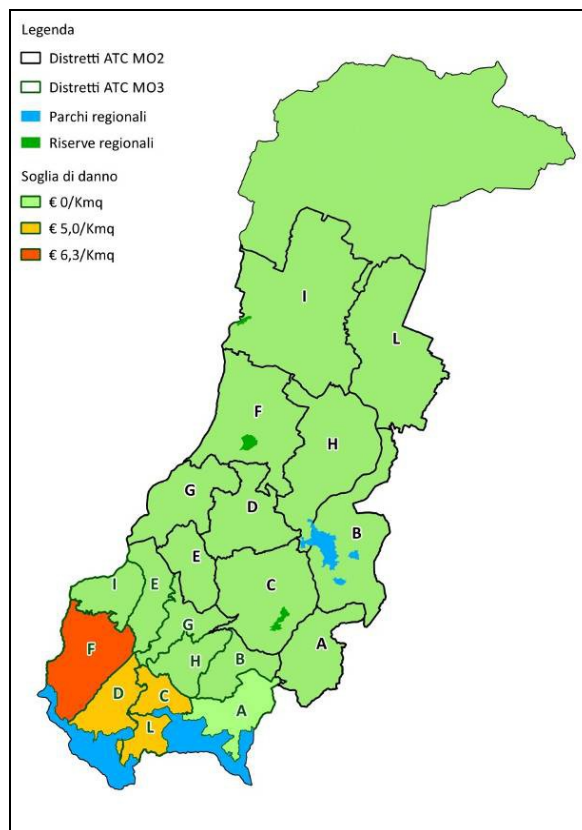 Legenda
Distretti ATC MO2
Distretti ATC MO3
Parchi regionali
Riserve regionali
Soglia di danno
€ 0/Kmq
€ 5,0/Kmq
€ 6,3/Kmq
I
L
F
H
G
D
B
E
C
I
E
G
A
F
H
B
D
C
A
L